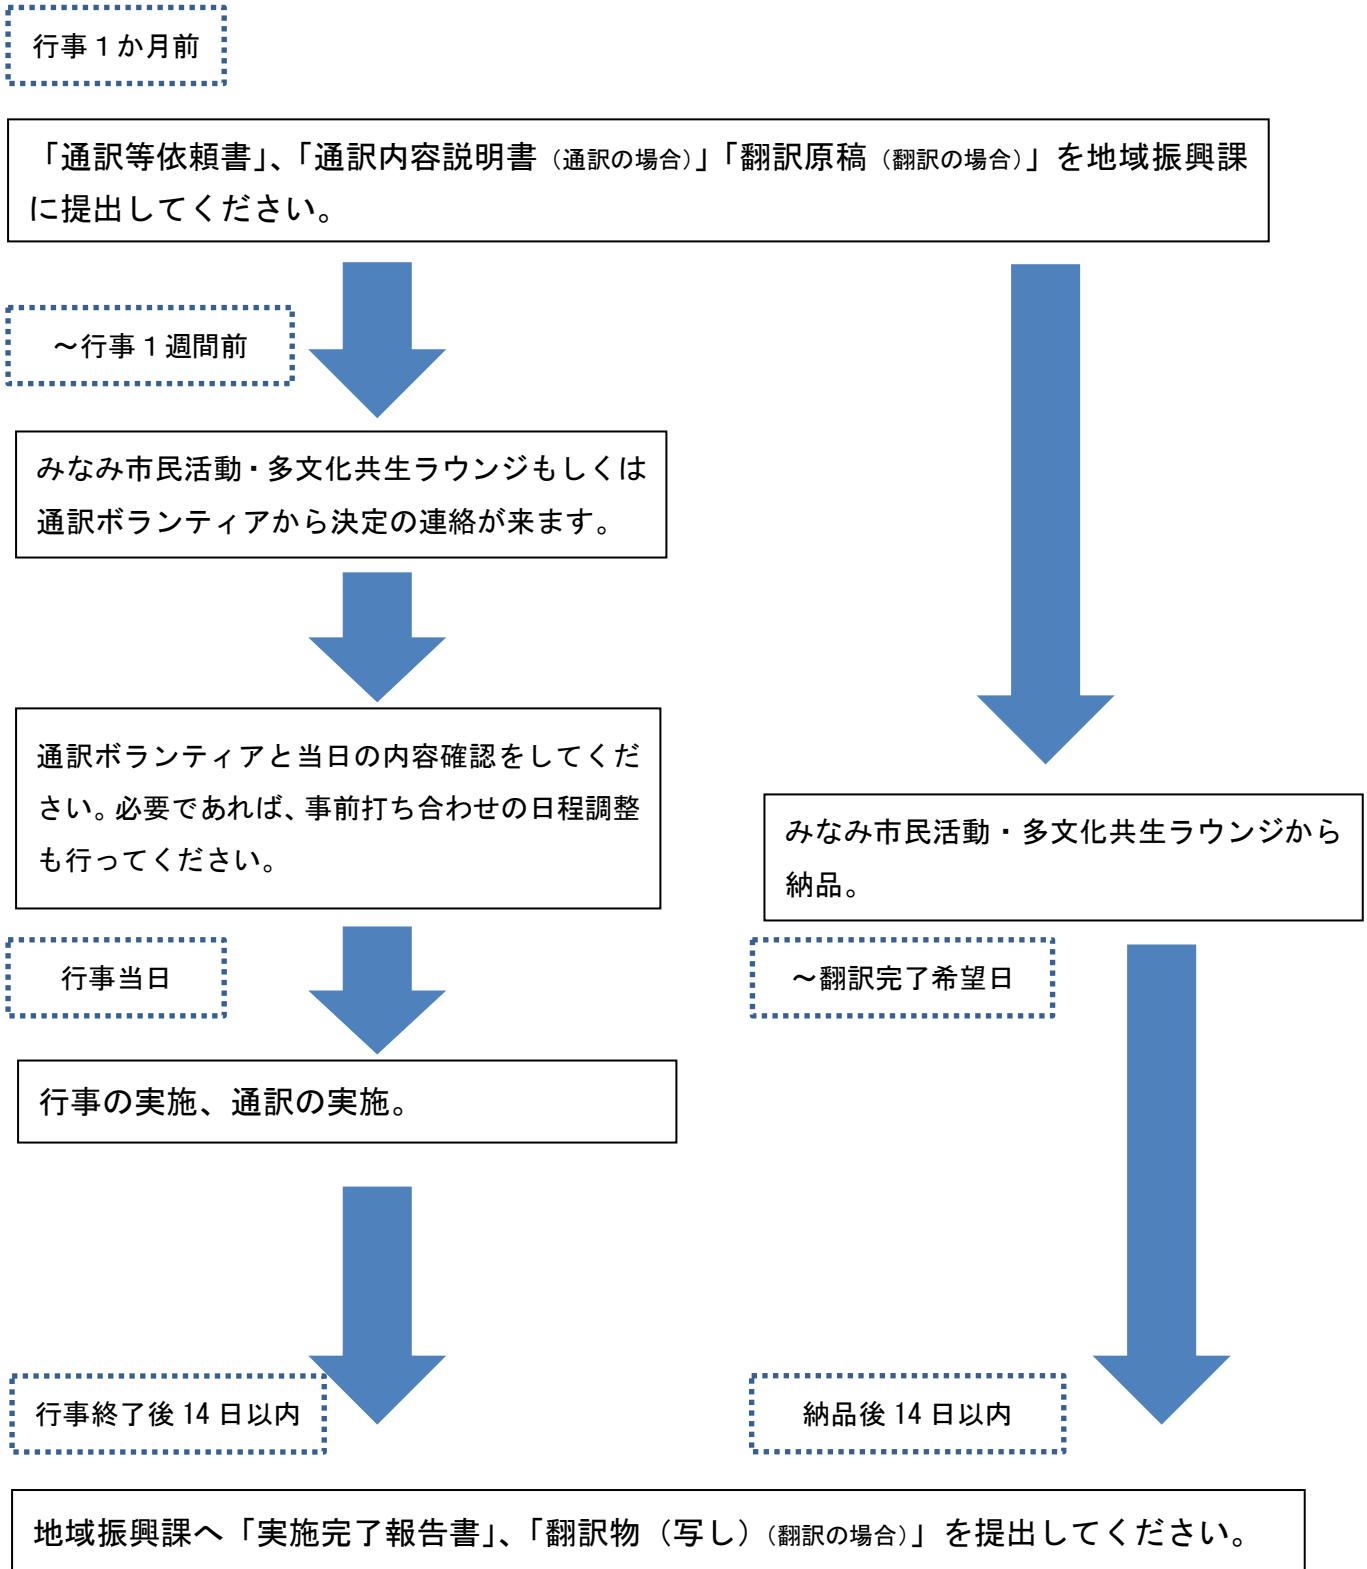 行事１か月前
「通訳等依頼書」、「通訳内容説明書（通訳の場合）」「翻訳原稿（翻訳の場合）」を地域振興課
に提出してください。
～行事１週間前
みなみ市民活動・多文化共生ラウンジもしくは
通訳ボランティアから決定の連絡が来ます。
通訳ボランティアと当日の内容確認をしてくだ
さい。必要であれば、事前打ち合わせの日程調整
も行ってください。
みなみ市民活動・多文化共生ラウンジから
納品。
行事当日
～翻訳完了希望日
行事の実施、通訳の実施。
行事終了後 14 日以内
納品後 14 日以内
地域振興課へ「実施完了報告書」、「翻訳物（写し）（翻訳の場合）」を提出してください。